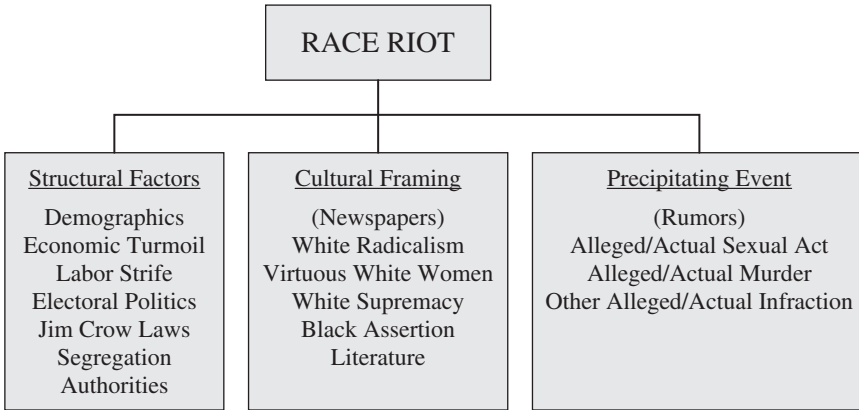 RACE RIOT
Structural Factors
Demographics
Economic Turmoil
Labor Strife
Electoral Politics
Jim Crow Laws
Segregation
Authorities
Cultural Framing
(Newspapers)
White Radicalism
Virtuous White Women
White Supremacy
Black Assertion
Literature
Precipitating Event
(Rumors)
Alleged/Actual Sexual Act
Alleged/Actual Murder
Other Alleged/Actual Infraction